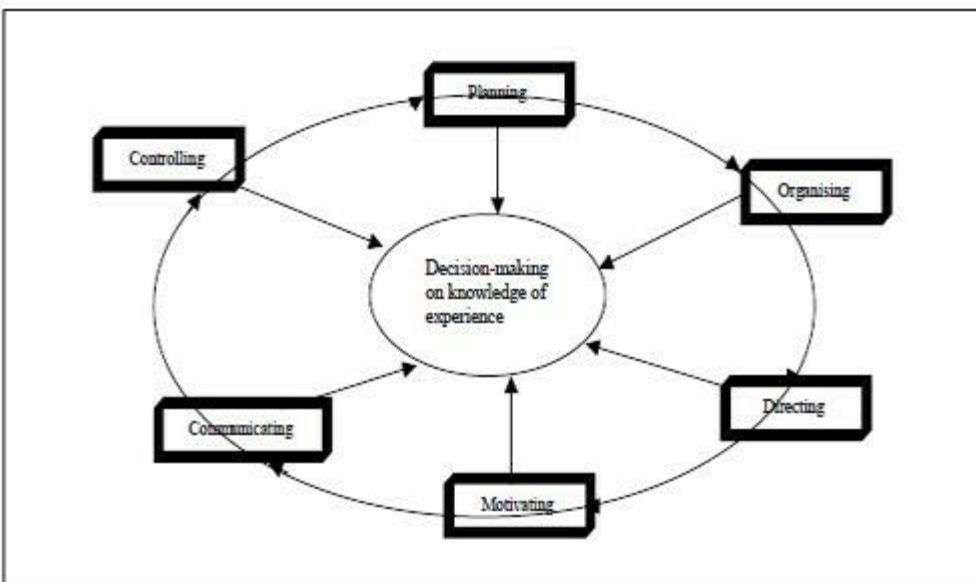 Planning
Controlling
Organising
Decision-making
on knowledge of
experience
Directing
Communicating
Motivating